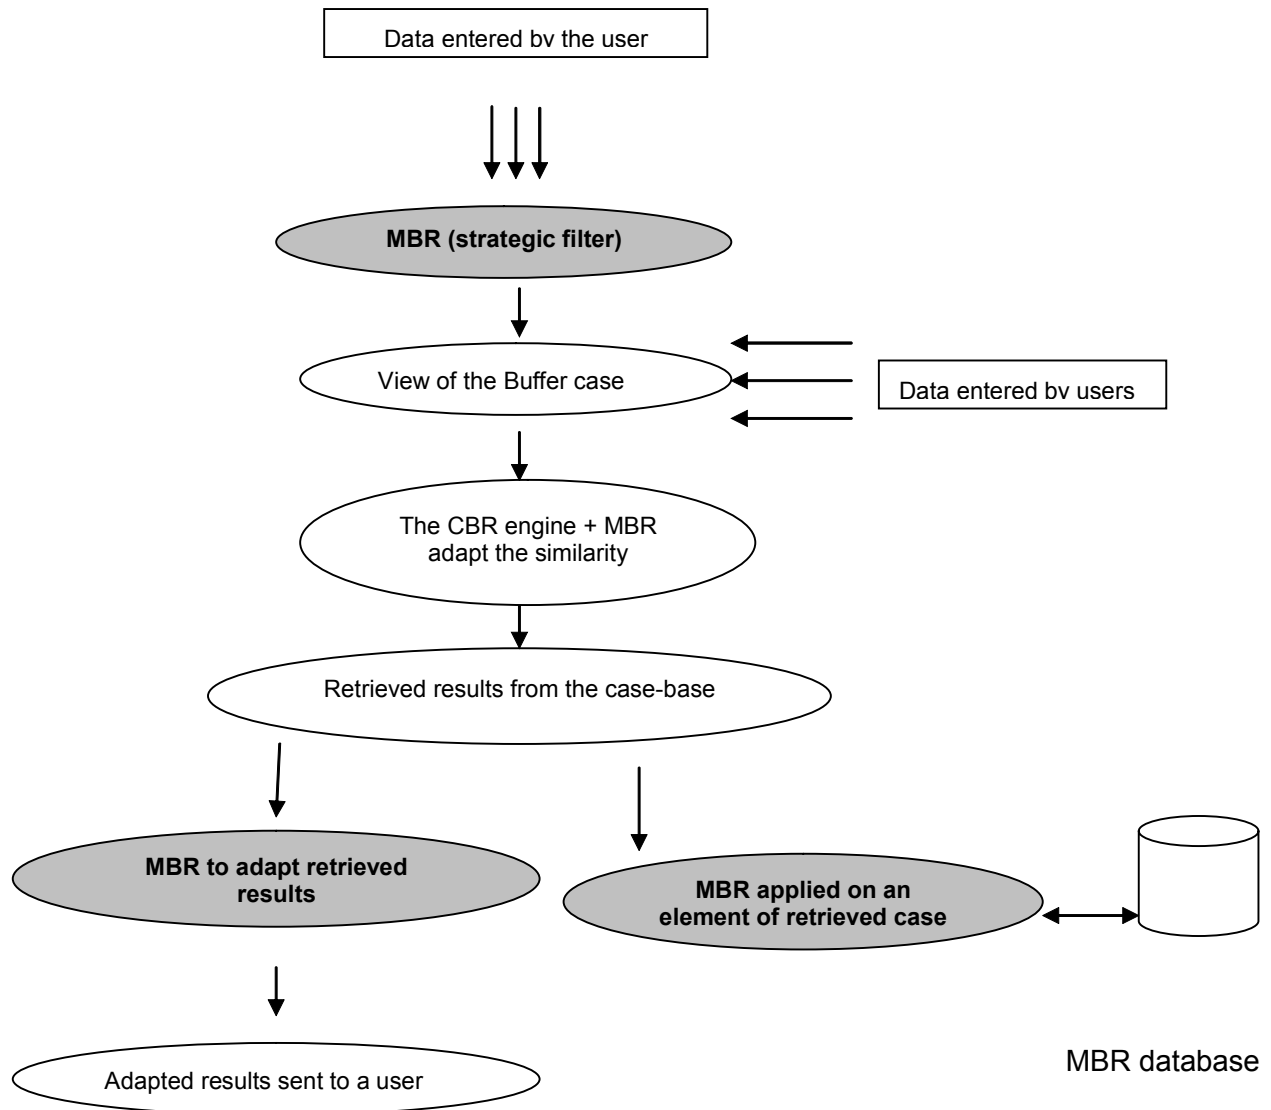 Data entered by the user
MBR (strategic filter)
View of the Buffer case
Data entered by users
The CBR engine + MBR
adapt the similarity
Retrieved results from the case-base
MBR to adapt retrieved
results
MBR applied on an
element of retrieved case
MBR database
Adapted results sent to a user